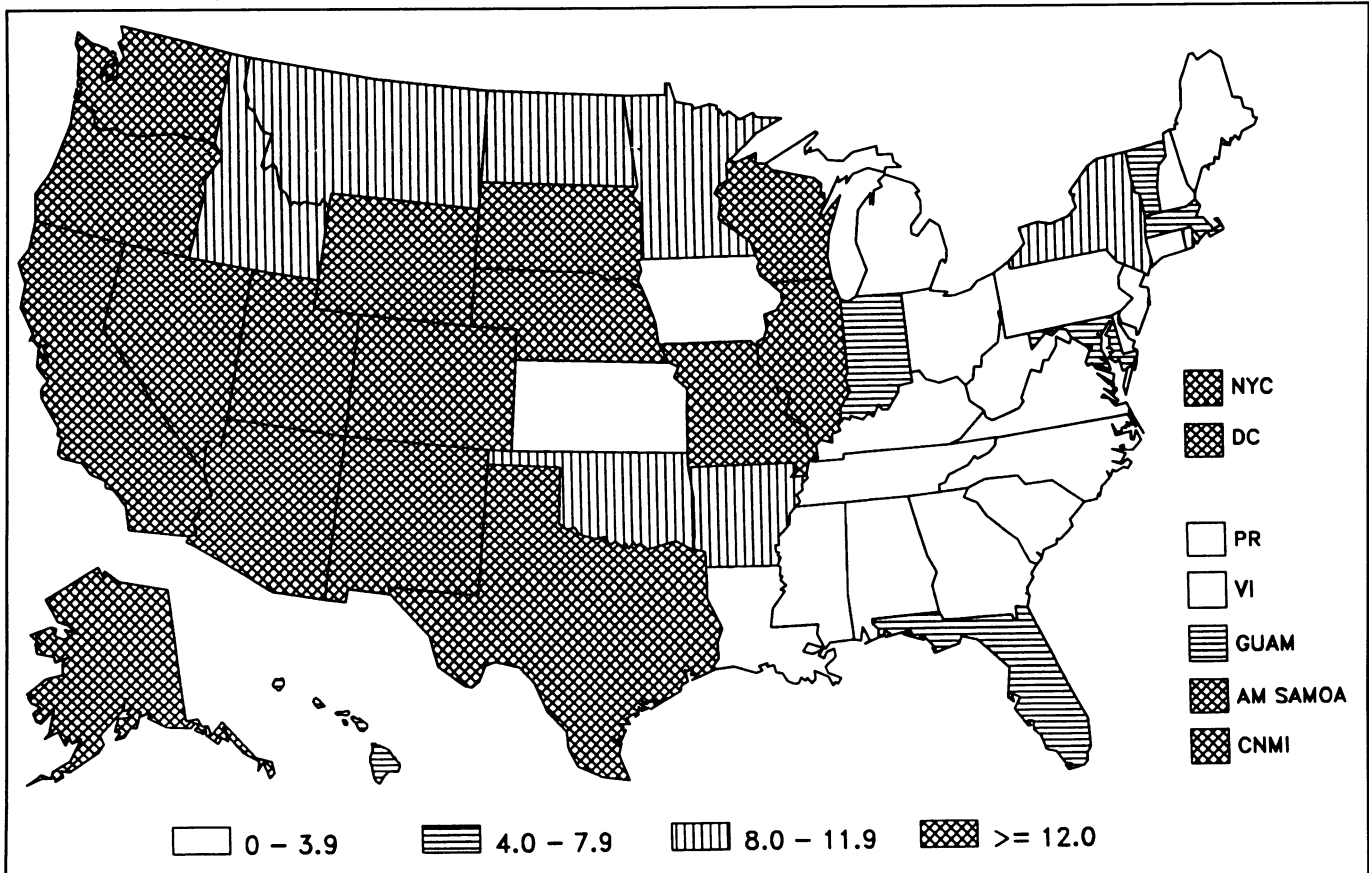 NYC
DC
PR
VI
GUAM
AM SAMOA
CNMI
0 – 3.9 4.0 – 7.9 8.0 – 11.9 >= 12.0